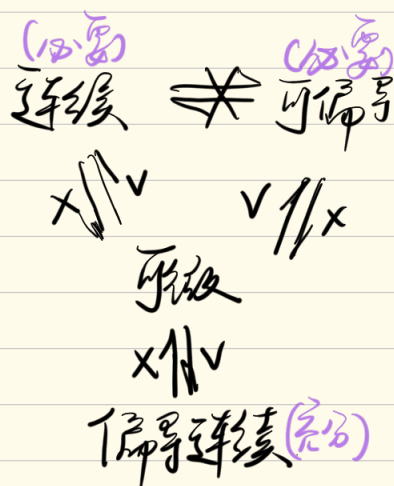 (必要) (必要)
连续 可偏导
× √ √ ×
可微
× √
偏导连续(充分)